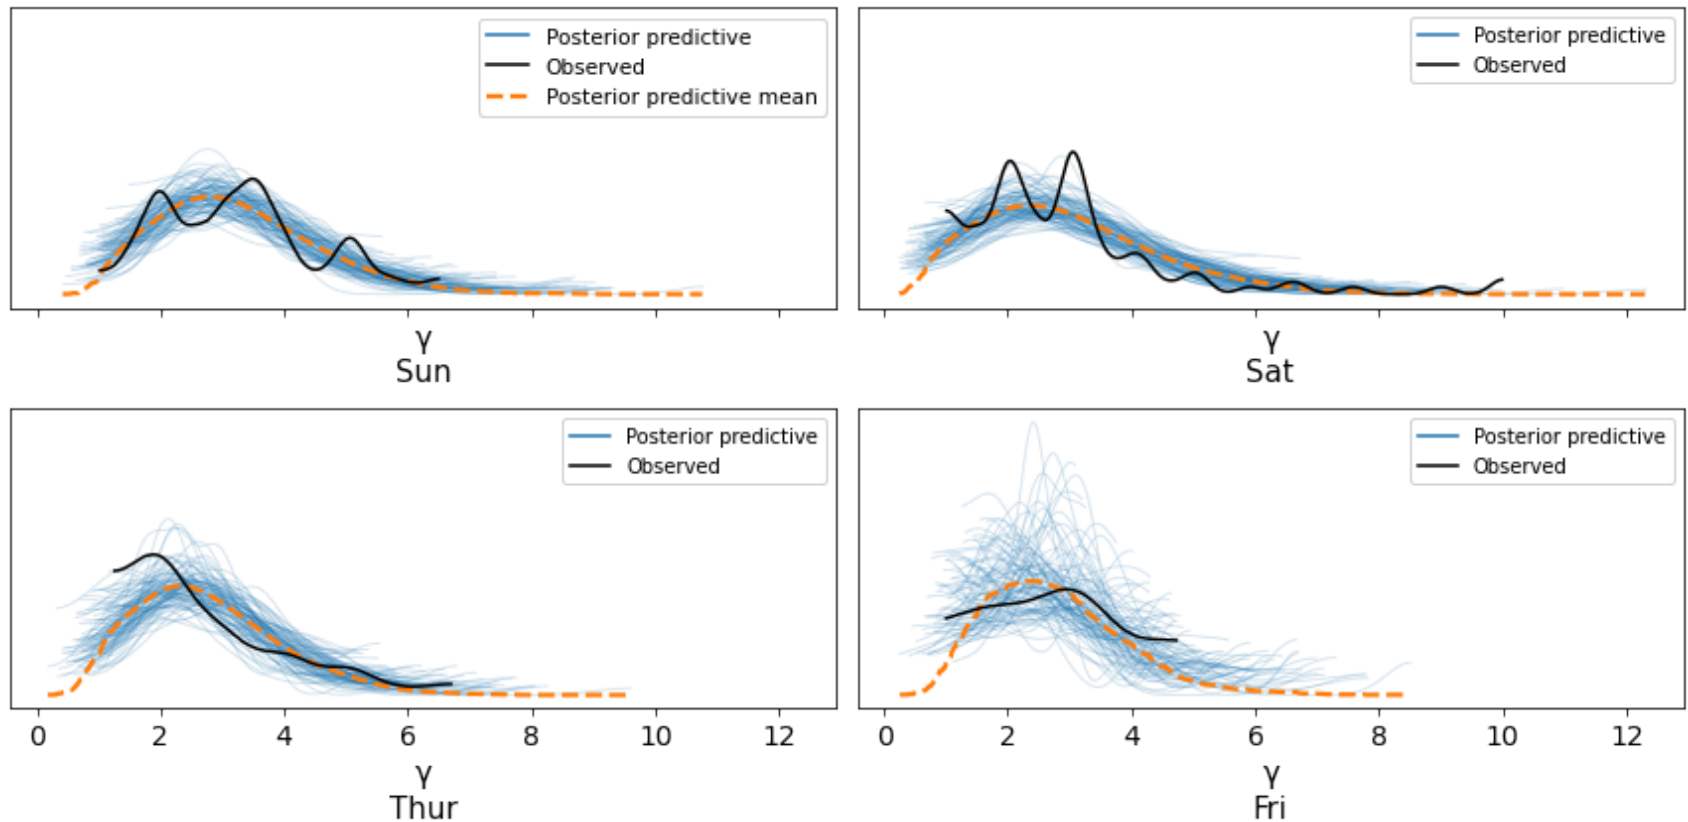 Posterior predictive
Observed
Posterior predictive mean
γ
Sun
Posterior predictive
Observed
γ
Sat
Posterior predictive
Observed
0 2 4 6 8 10 12
γ
Thur
Posterior predictive
Observed
0 2 4 6 8 10 12
γ
Fri